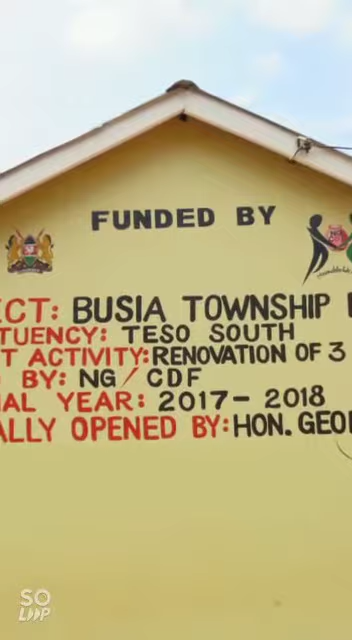 FUNDED BY
ECT: BUSIA TOWNSHIP
TUENCY: TESO SOUTH
T ACTIVITY: RENOVATION OF 3
BY: NG/CDF
IAL YEAR: 2017-2018
ALLY OPENED BY: HON. GEO
SO
LOOP